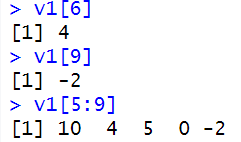 > v1[6]
[1] 4
> v1[9]
[1] -2
> v1[5:9]
[1] 10  4  5  0 -2